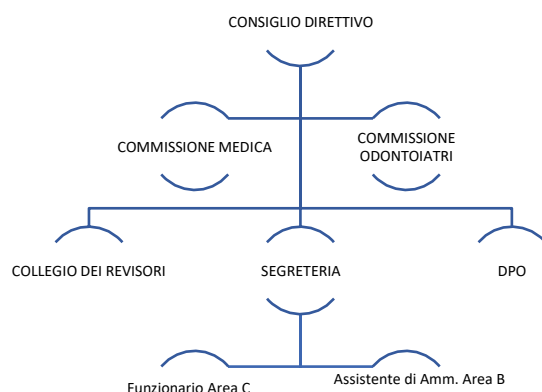 CONSIGLIO DIRETTIVO
COMMISSIONE MEDICA
COMMISSIONE
ODONTOIATRI
COLLEGIO DEI REVISORI
SEGRETERIA
DPO
Funzionario Area C
Assistente di Amm. Area B